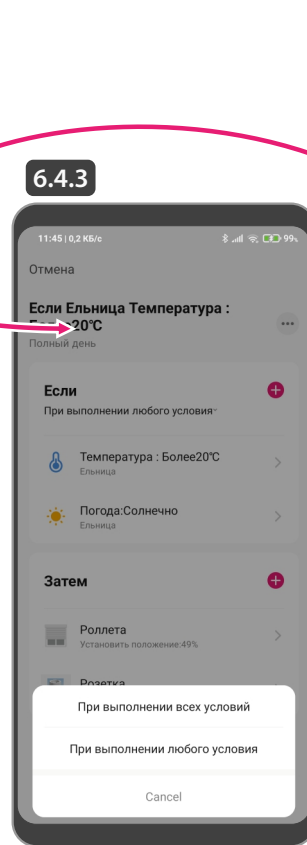 6.4.3
11:45 | 0,2 КБ/с
99
Отмена
Если Ельница Температура :
20°C
Полный день
Если
При выполнении любого условия
Температура : Более20°C
Ельница
Погода:Солнечно
Ельница
Затем
Роллета
Установить положение:49%
Розетка
При выполнении всех условий
При выполнении любого условия
Cancel